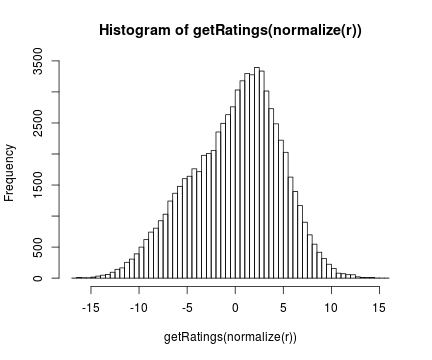 Histogram of getRatings(normalize(r))
Frequency
3500
2500
1500
500
0
-15 -10 -5 0 5 10 15
getRatings(normalize(r))